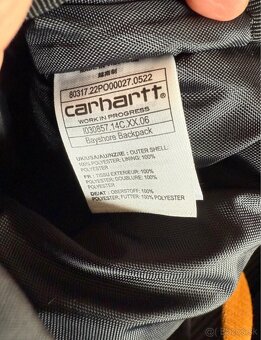 80317.22PO00027.0522
carhartt
WORK IN PROGRESS
I030857.14C.XX.06
Bayshore Backpack
UK/USA/AU/NZ/IE : OUTER SHELL:
100% POLYESTER; LINING: 100%
POLYESTER
FR : TISSU EXTERIEUR: 100%
POLYESTER; DOUBLURE: 100%
POLYESTER
DE/AT : OBERSTOFF: 100%
POLYESTER; FUTTER: 100% POLYESTER